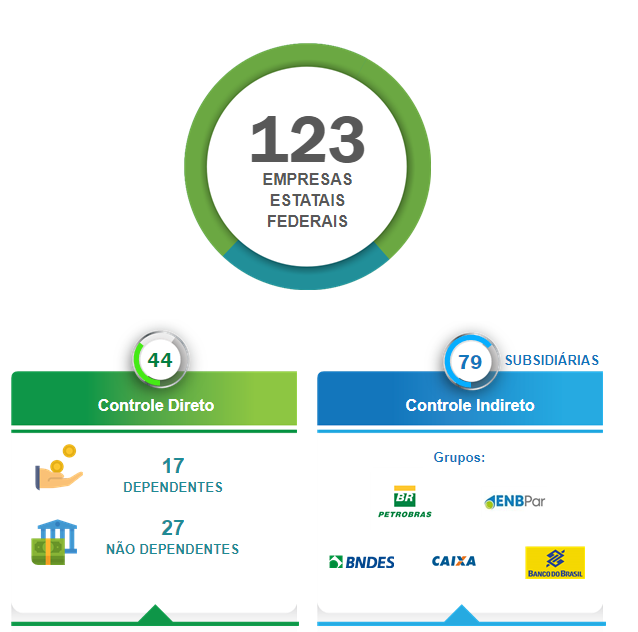 123
EMPRESAS
ESTATAIS
FEDERAIS
44
Controle Direto
17
DEPENDENTES
27
NÃO DEPENDENTES
79
SUBSIDIÁRIAS
Controle Indireto
Grupos:
BR
PETROBRAS
ENBPar
BNDES
CAIXA
BANCO DO BRASIL